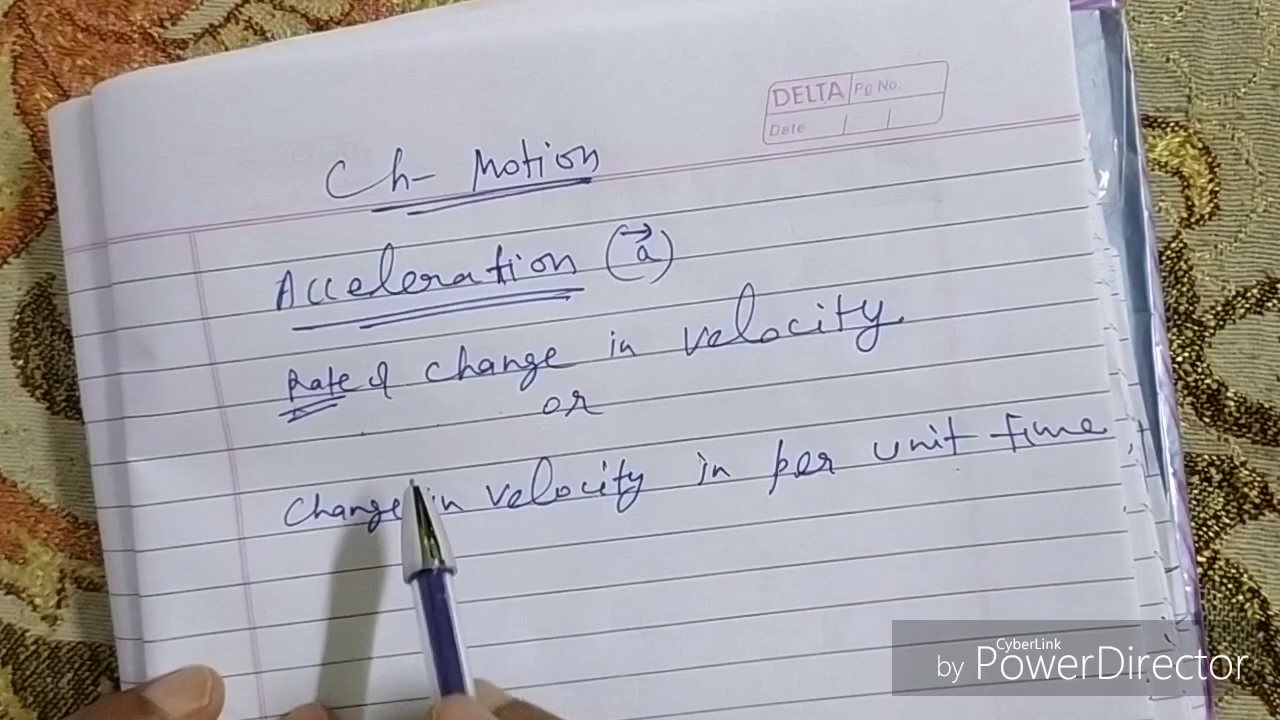 DELTA Pg No.
Date
Ch- Motion
Acceleration (a⃗)
Rate of change in velocity.
or
Change in velocity in per unit time
CyberLink
by PowerDirector